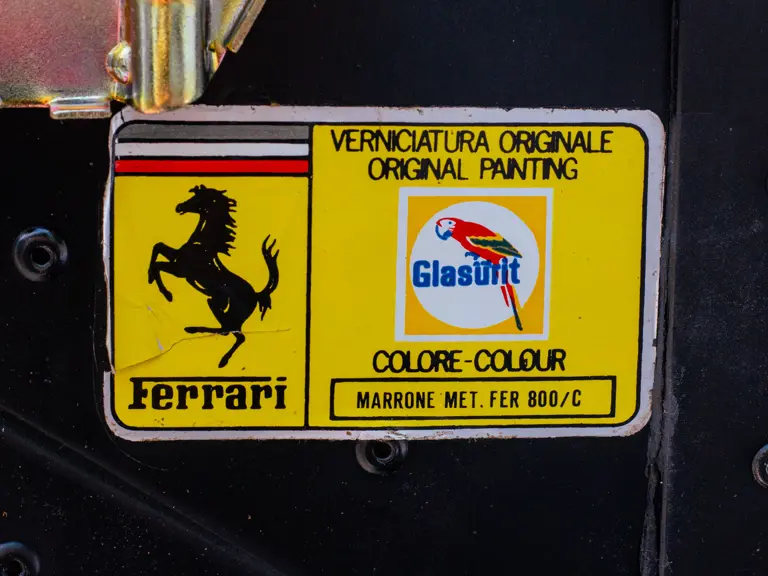 Ferrari
VERNICIATURA ORIGINALE
ORIGINAL PAINTING
Glasurit
COLORE-COLOUR
MARRONE MET. FER 800/C